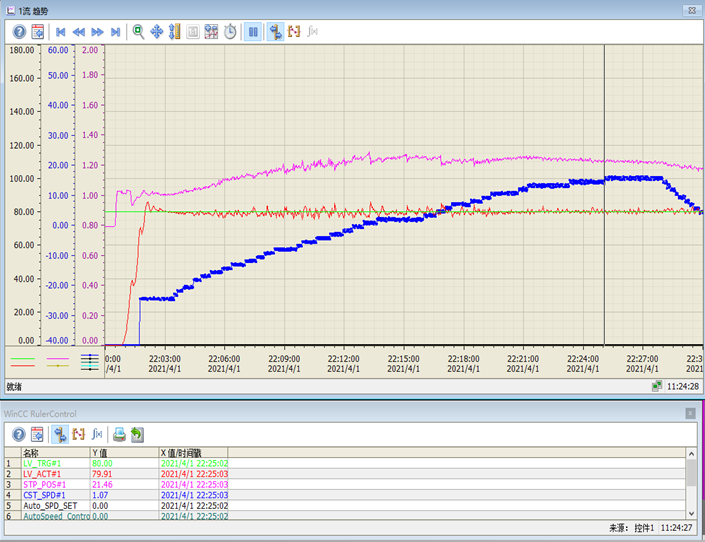 1流 趋势
180.00 60.00 2.00
160.00 50.00 1.80
140.00 40.00 1.60
120.00 30.00 1.40
20.00 1.20
100.00 10.00 1.00
80.00 0.00 0.80
60.00 -10.00 0.60
40.00 -20.00 0.40
20.00 -30.00 0.20
0.00 -40.00 0.00
0:00 22:03:00 22:06:00 22:09:00 22:12:00 22:15:00 22:18:00 22:21:00 22:24:00 22:27:00 22:3
/4/1 2021/4/1 2021/4/1 2021/4/1 2021/4/1 2021/4/1 2021/4/1 2021/4/1 2021/4/1 2021/4/1 2021
就绪 11:24:28
WinCC RulerControl
名称 Y 值 X 值/时间戳
1 LV_TRG#1 80.00 2021/4/1 22:25:02
2 LV_ACT#1 79.91 2021/4/1 22:25:03
3 STP_POS#1 21.46 2021/4/1 22:25:03
4 CST_SPD#1 1.07 2021/4/1 22:25:03
5 Auto_SPD_SET 0.00 2021/4/1 22:25:02
6 AutoSpeed_Contro 0.00 2021/4/1 22:25:02
来源: 控件1 11:24:27